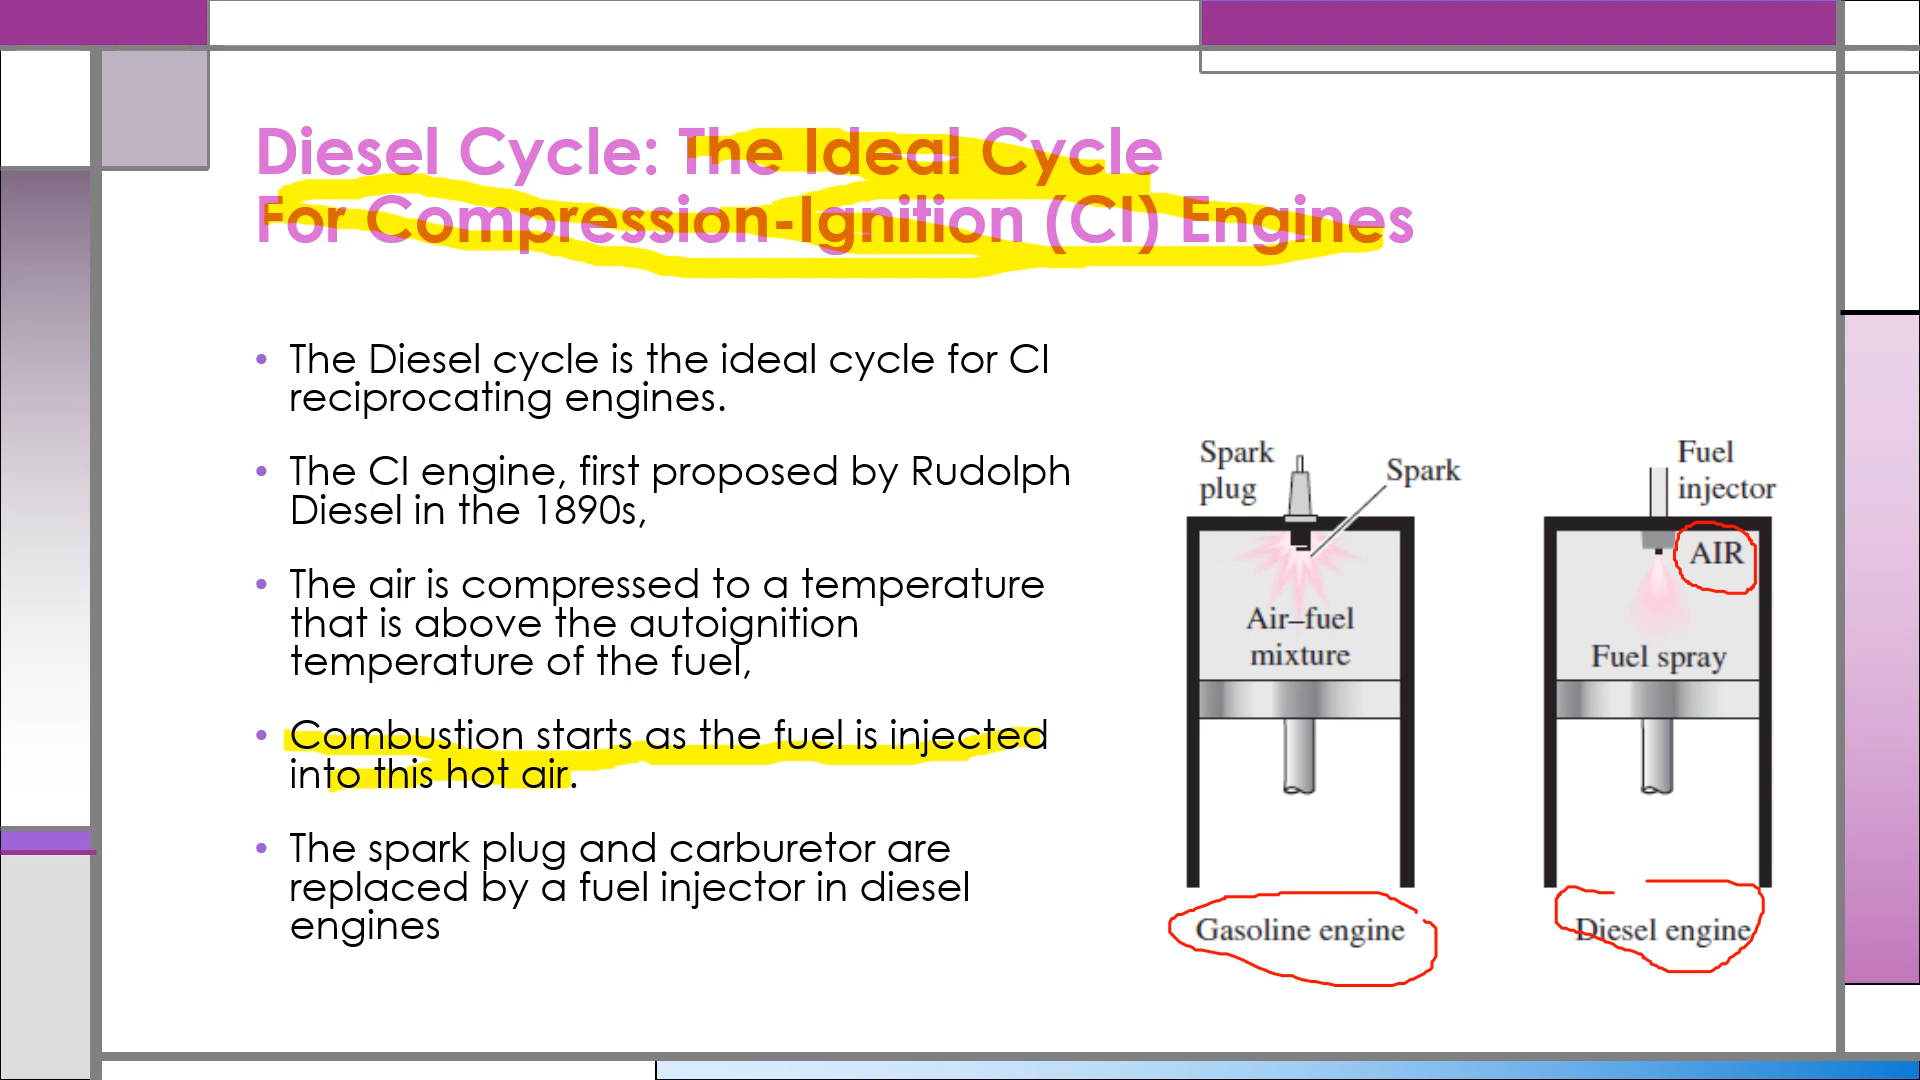 Diesel Cycle: The Ideal Cycle
For Compression-Ignition (CI) Engines
• The Diesel cycle is the ideal cycle for CI
reciprocating engines.
• The CI engine, first proposed by Rudolph
Diesel in the 1890s,
• The air is compressed to a temperature
that is above the autoignition
temperature of the fuel,
• Combustion starts as the fuel is injected
into this hot air.
• The spark plug and carburetor are
replaced by a fuel injector in diesel
engines
Spark
plug
Spark
Air–fuel
mixture
Gasoline engine
Fuel
injector
AIR
Fuel spray
Diesel engine